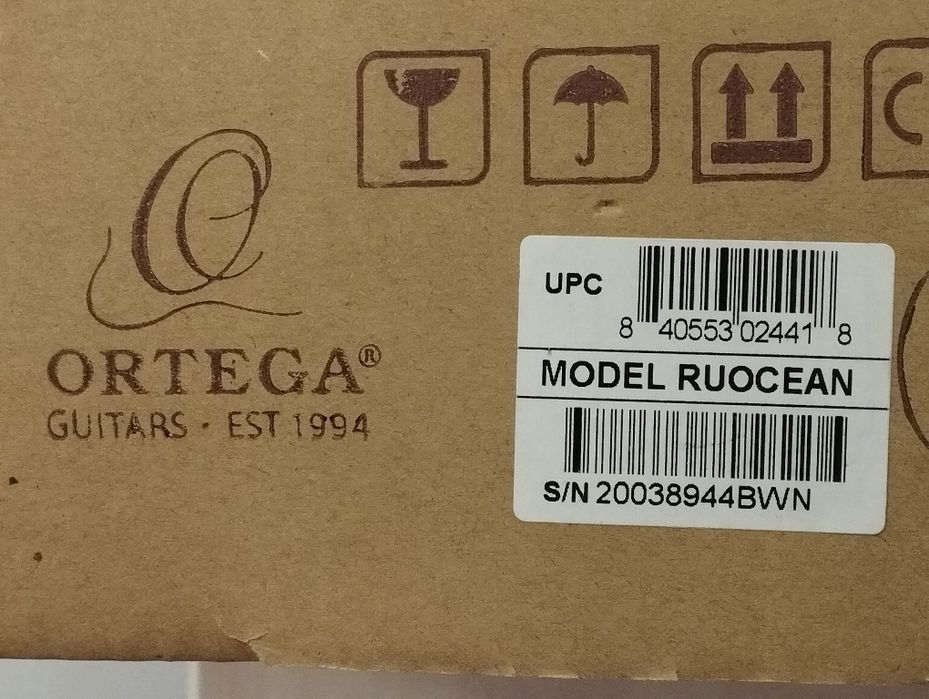 ORTEGA®
GUITARS · EST 1994
UPC
8 40553 02441 8
MODEL RUOCEAN
S/N 20038944BWN